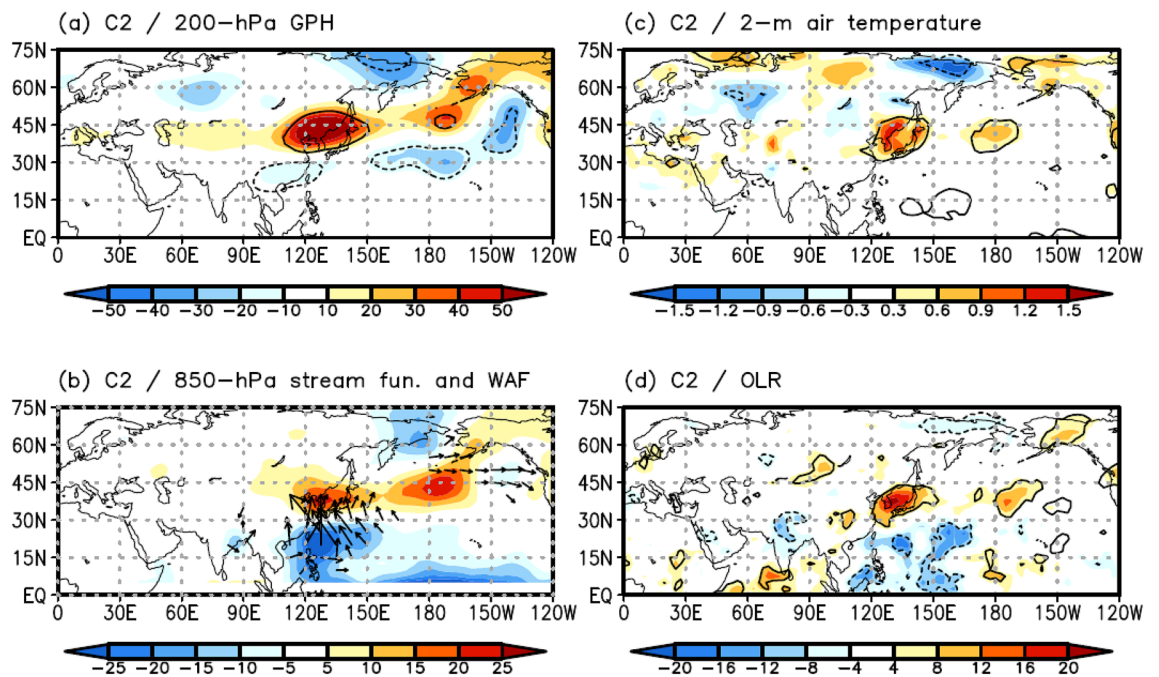 (a) C2 / 200-hPa GPH
75N
60N
45N
30N
15N
EQ
0 30E 60E 90E 120E 150E 180 150W 120W
-50 -40 -30 -20 -10 10 20 30 40 50
(c) C2 / 2-m air temperature
75N
60N
45N
30N
15N
EQ
0 30E 60E 90E 120E 150E 180 150W 120W
-1.5 -1.2 -0.9 -0.6 -0.3 0.3 0.6 0.9 1.2 1.5
(b) C2 / 850-hPa stream fun. and WAF
75N
60N
45N
30N
15N
EQ
0 30E 60E 90E 120E 150E 180 150W 120W
-25 -20 -15 -10 -5 5 10 15 20 25
(d) C2 / OLR
75N
60N
45N
30N
15N
EQ
0 30E 60E 90E 120E 150E 180 150W 120W
-20 -16 -12 -8 -4 4 8 12 16 20